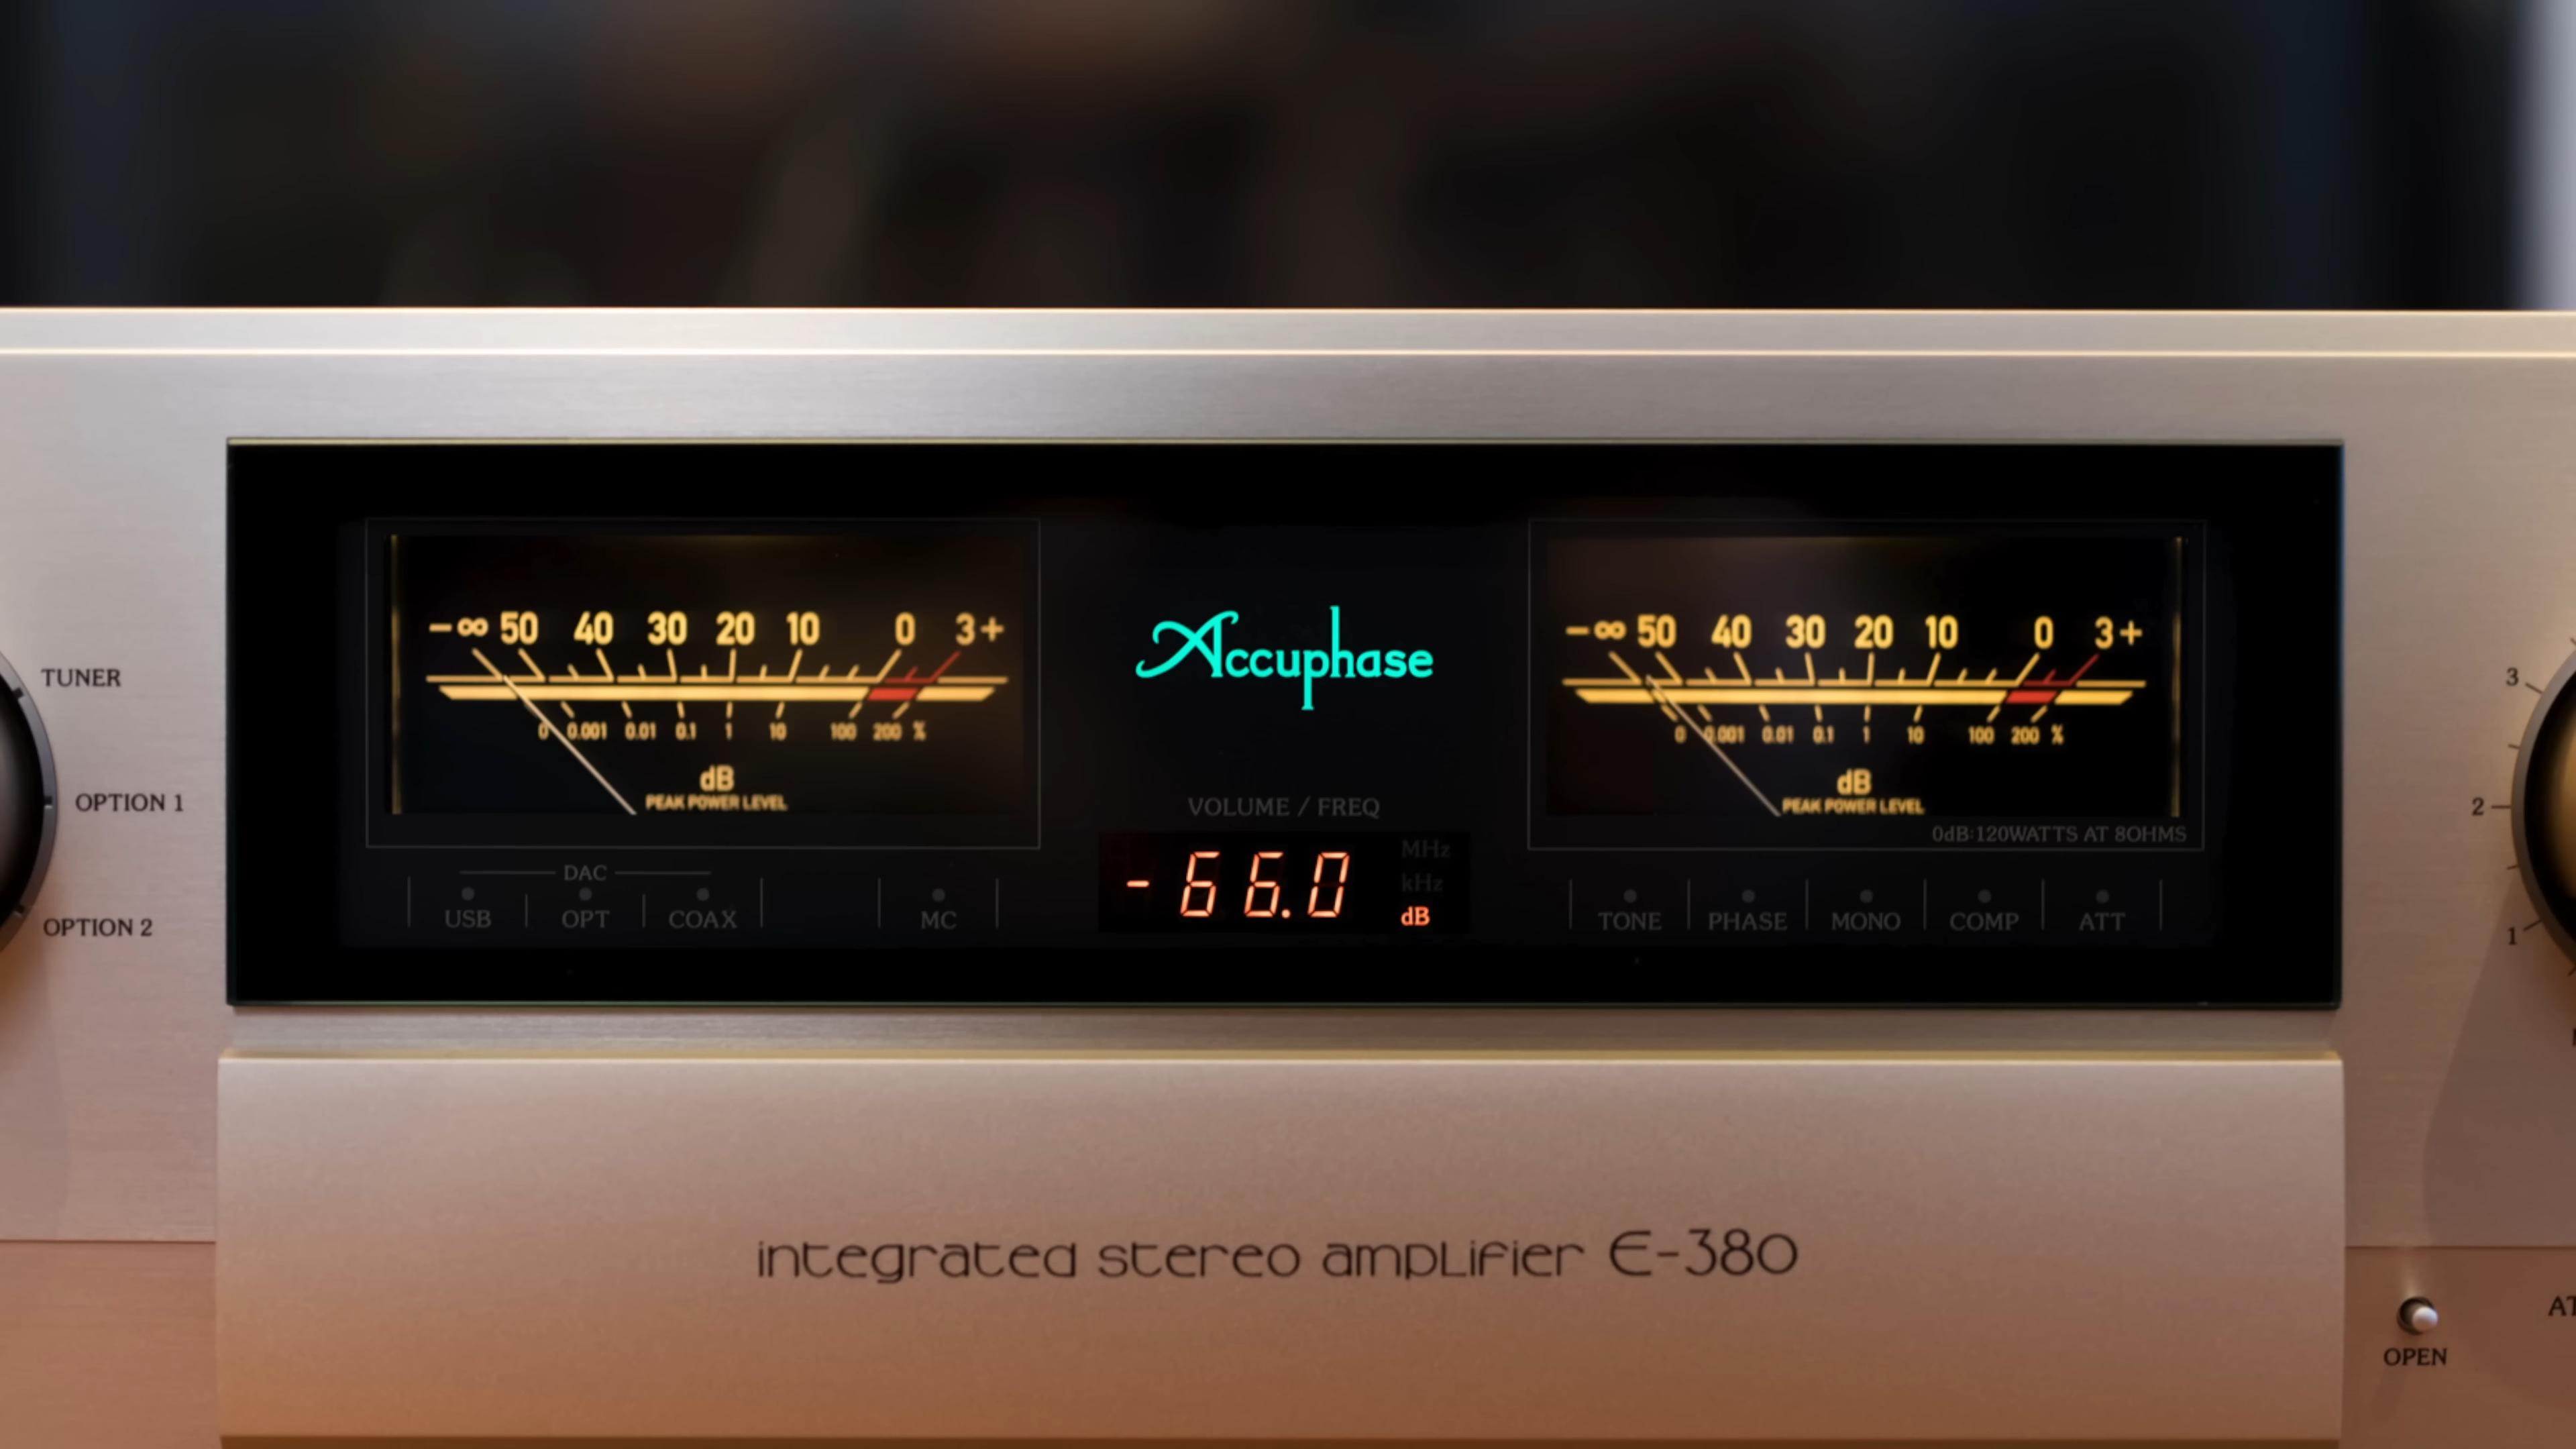 TUNER
OPTION 1
OPTION 2
−∞ 50 40 30 20 10 0 3+
0 0.001 0.01 0.1 1 10 100 200 %
dB
PEAK POWER LEVEL
DAC
USB OPT COAX MC
Accuphase
VOLUME / FREQ
-66.0
MHz
kHz
dB
−∞ 50 40 30 20 10 0 3+
0 0.001 0.01 0.1 1 10 100 200 %
dB
PEAK POWER LEVEL
0dB:120WATTS AT 8OHMS
TONE PHASE MONO COMP ATT
3
2
1
integrated stereo amplifier E-380
OPEN